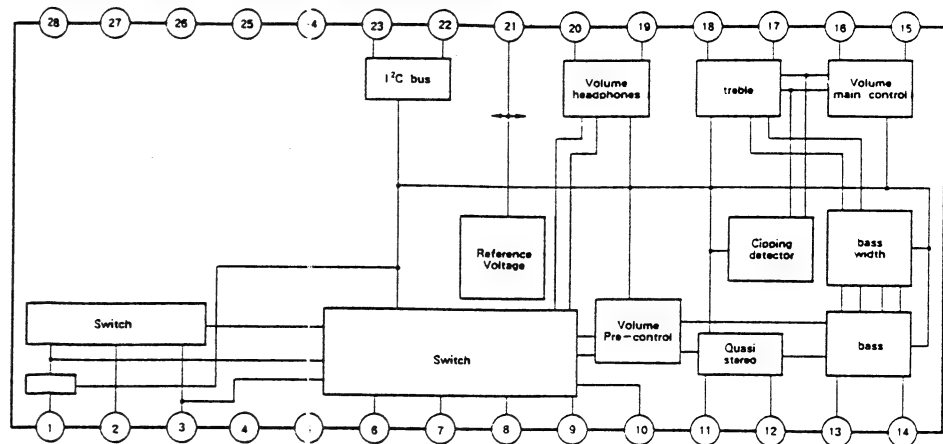 28 27 26 25 4 23 22 21 20 19 18 17 16 15
I²C bus
Volume
headphones
treble
Volume
main control
Reference
Voltage
Clipping
detector
bass
width
Switch
Switch
Volume
Pre-control
Quasi
stereo
bass
1 2 3 4 6 7 8 9 10 11 12 13 14